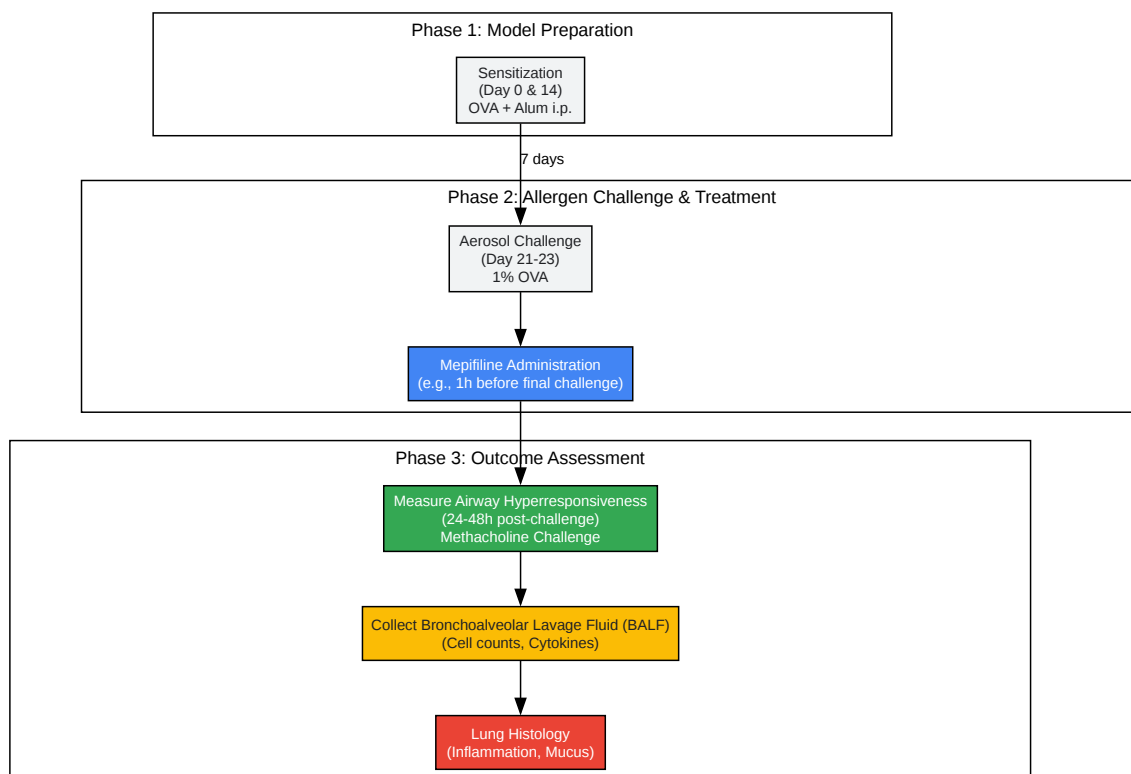 Phase 1: Model Preparation
Sensitization
(Day 0 & 14)
OVA + Alum i.p.
7 days
Phase 2: Allergen Challenge & Treatment
Aerosol Challenge
(Day 21-23)
1% OVA
Mepifiline Administration
(e.g., 1h before final challenge)
Phase 3: Outcome Assessment
Measure Airway Hyperresponsiveness
(24-48h post-challenge)
Methacholine Challenge
Collect Bronchoalveolar Lavage Fluid (BALF)
(Cell counts, Cytokines)
Lung Histology
(Inflammation, Mucus)